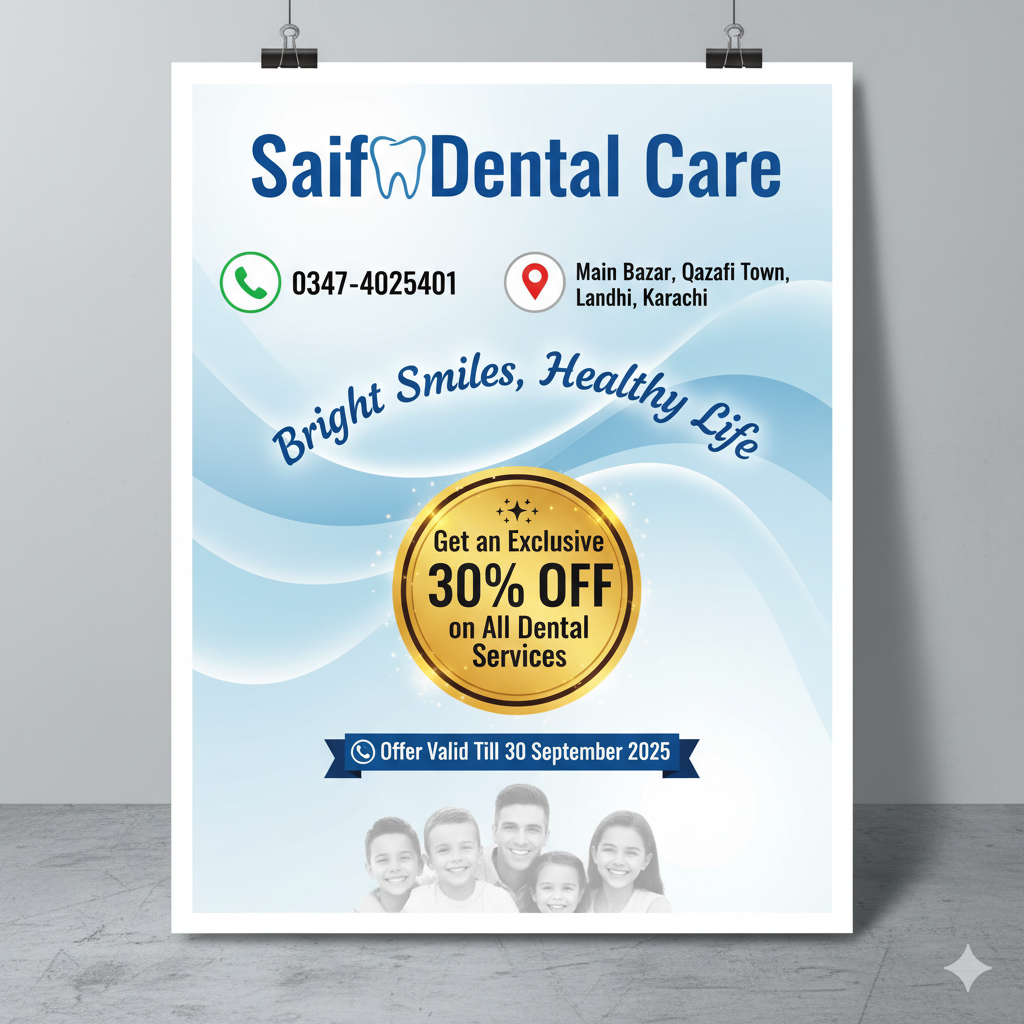 Saif Dental Care
0347-4025401
Main Bazar, Qazafi Town,
Landhi, Karachi
Bright Smiles, Healthy Life
Get an Exclusive
30% OFF
on All Dental
Services
Offer Valid Till 30 September 2025